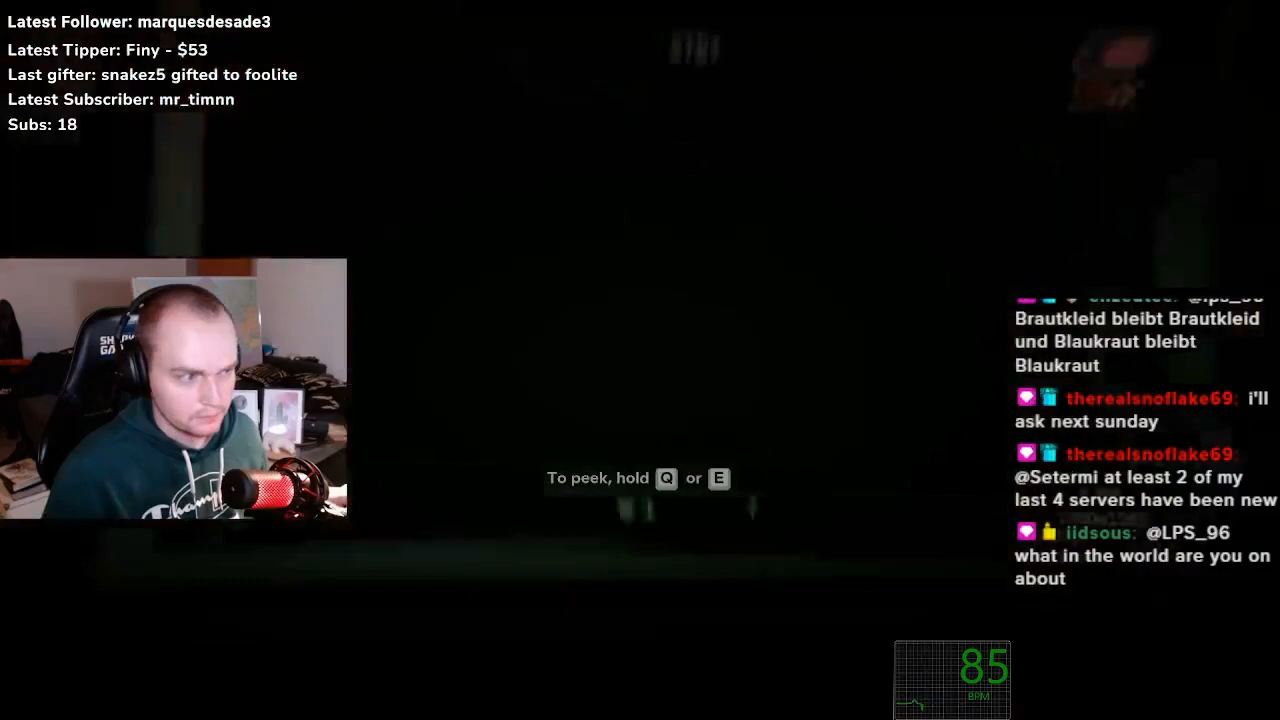 Latest Follower: marquesdesade3
Latest Tipper: Finy - $53
Last gifter: snakez5 gifted to foolite
Latest Subscriber: mr_timnn
Subs: 18
To peek, hold Q or E
Brautkleid bleibt Brautkleid
und Blaukraut bleibt
Blaukraut
therealsnoflake69: i'll
ask next sunday
therealsnoflake69:
@Setermi at least 2 of my
last 4 servers have been new
iidsous: @LPS_96
what in the world are you on
about
85
BPM